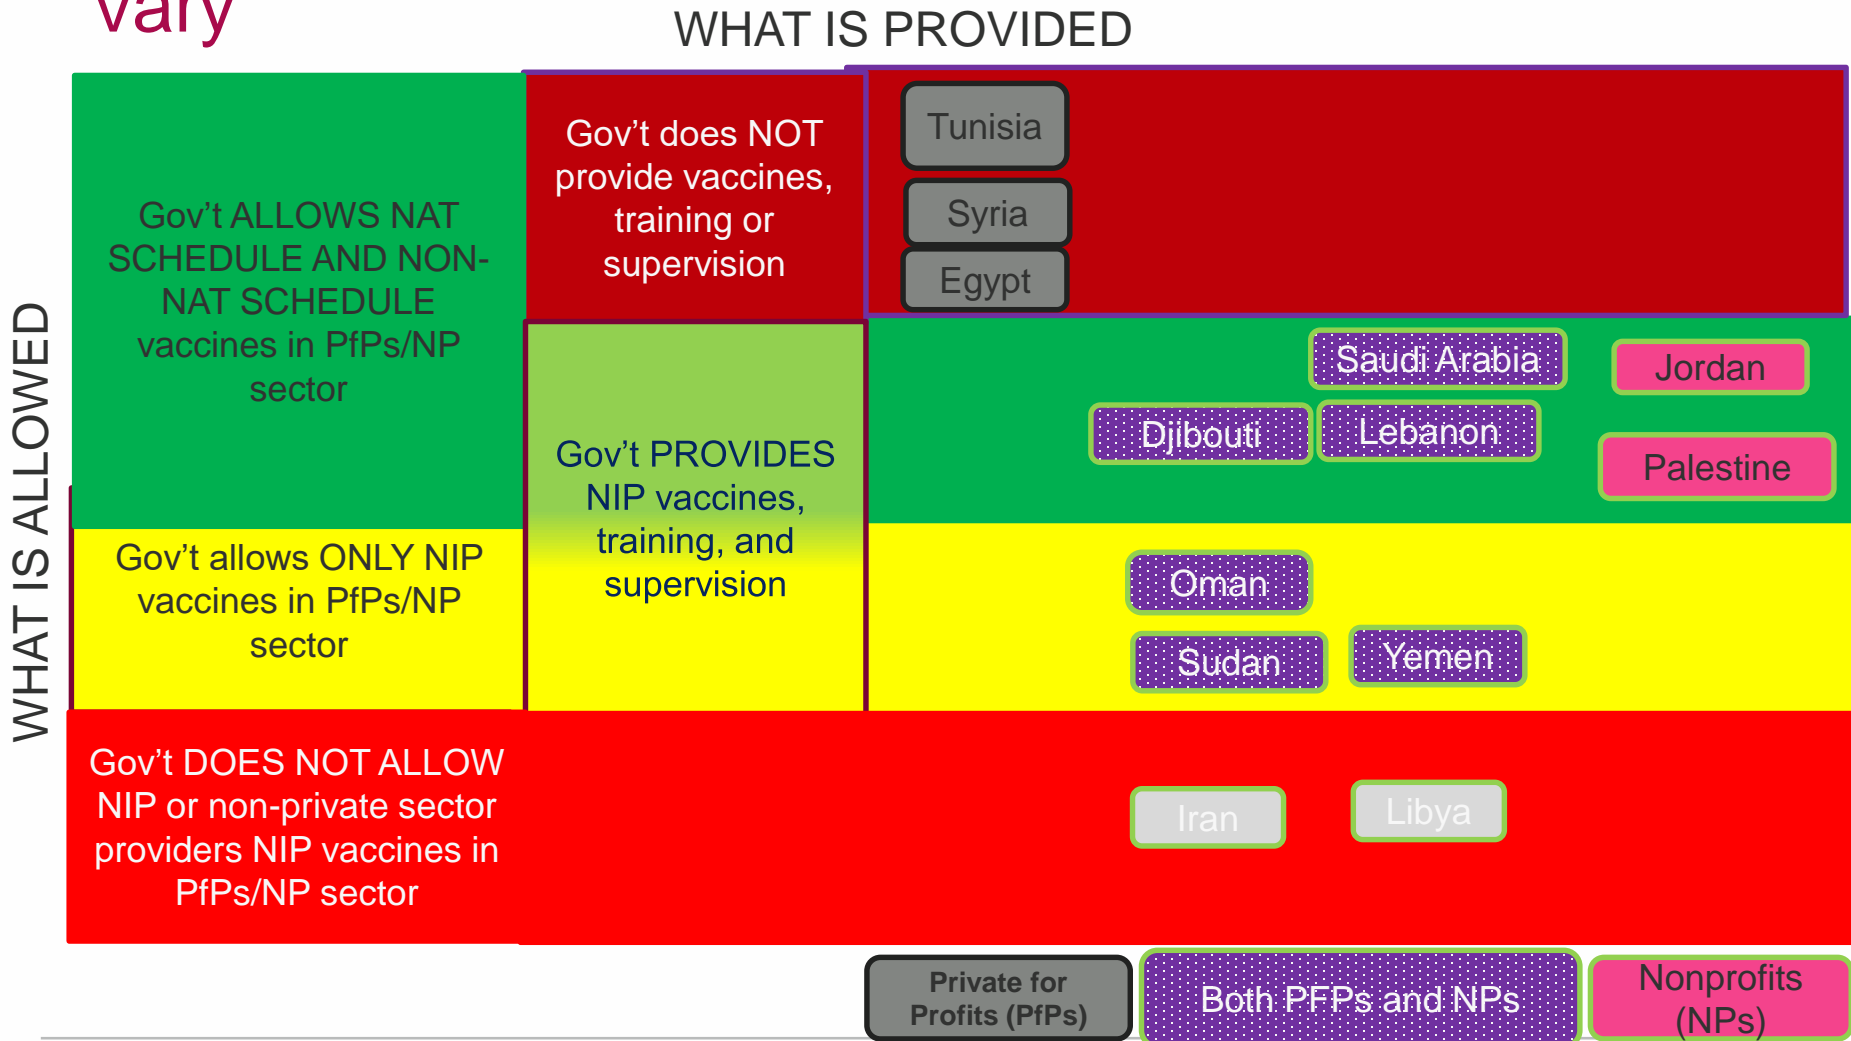 vary
WHAT IS PROVIDED
WHAT IS ALLOWED
Gov’t ALLOWS NAT
SCHEDULE AND NON-
NAT SCHEDULE
vaccines in PfPs/NP
sector
Gov’t does NOT
provide vaccines,
training or
supervision
Tunisia
Syria
Egypt
Gov’t PROVIDES
NIP vaccines,
training, and
supervision
Saudi Arabia
Jordan
Djibouti
Lebanon
Palestine
Gov’t allows ONLY NIP
vaccines in PfPs/NP
sector
Oman
Sudan
Yemen
Gov’t DOES NOT ALLOW
NIP or non-private sector
providers NIP vaccines in
PfPs/NP sector
Iran
Libya
Private for
Profits (PfPs)
Both PFPs and NPs
Nonprofits
(NPs)